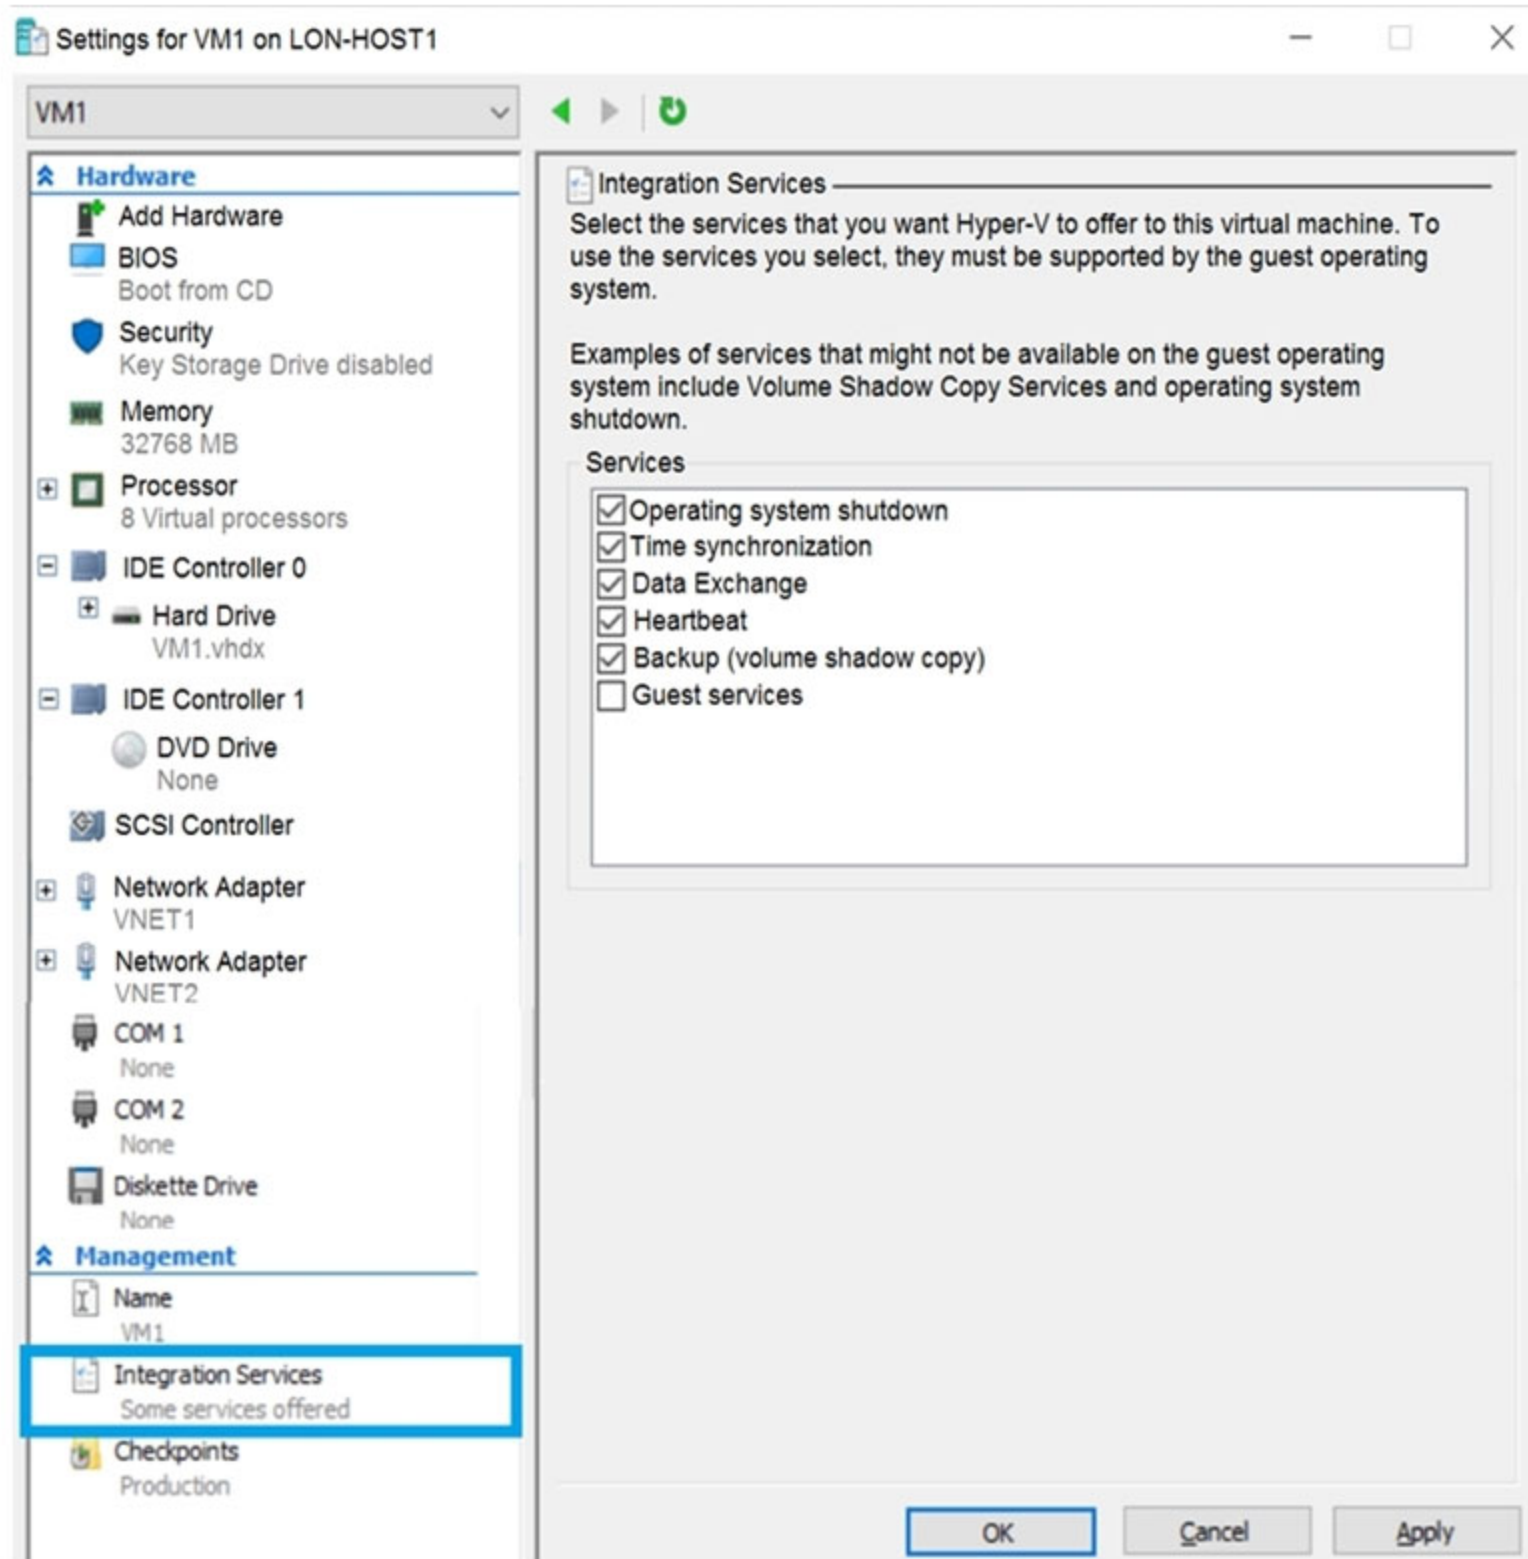 Settings for VM1 on LON-HOST1
VM1
Hardware
Add Hardware
BIOS
Boot from CD
Security
Key Storage Drive disabled
Memory
32768 MB
Processor
8 Virtual processors
IDE Controller 0
Hard Drive
VM1.vhdx
IDE Controller 1
DVD Drive
None
SCSI Controller
Network Adapter
VNET1
Network Adapter
VNET2
COM 1
None
COM 2
None
Diskette Drive
None
Management
Name
VM1
Integration Services
Some services offered
Checkpoints
Production
Integration Services
Select the services that you want Hyper-V to offer to this virtual machine. To
use the services you select, they must be supported by the guest operating
system.
Examples of services that might not be available on the guest operating
system include Volume Shadow Copy Services and operating system
shutdown.
Services
Operating system shutdown
Time synchronization
Data Exchange
Heartbeat
Backup (volume shadow copy)
Guest services
OK
Cancel
Apply